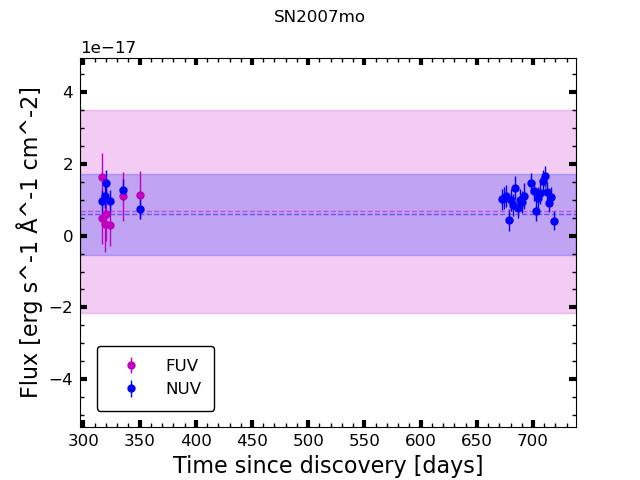 SN2007mo
1e−17
4
2
0
−2
−4
Flux [erg s^-1 Å^-1 cm^-2]
FUV
NUV
300 350 400 450 500 550 600 650 700
Time since discovery [days]